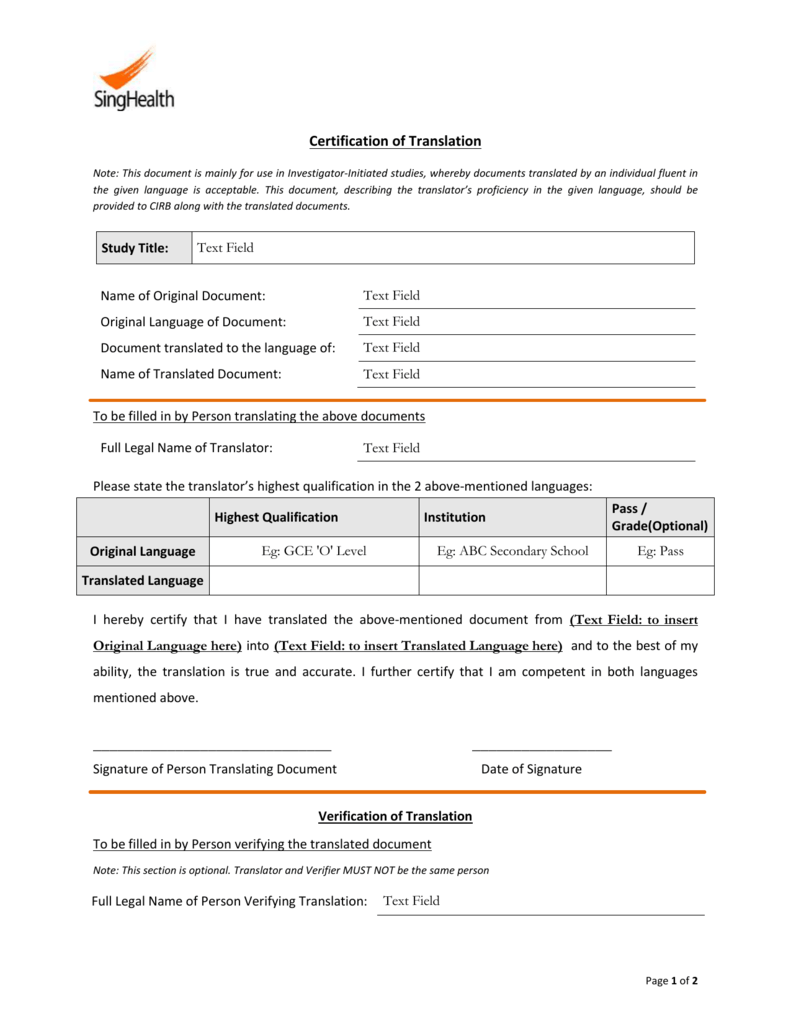 SingHealth
Certification of Translation
Note: This document is mainly for use in Investigator-Initiated studies, whereby documents translated by an individual fluent in
the given language is acceptable. This document, describing the translator’s proficiency in the given language, should be
provided to CIRB along with the translated documents.
Study Title: Text Field
Name of Original Document: Text Field
Original Language of Document: Text Field
Document translated to the language of: Text Field
Name of Translated Document: Text Field
To be filled in by Person translating the above documents
Full Legal Name of Translator: Text Field
Please state the translator’s highest qualification in the 2 above-mentioned languages:
Highest Qualification Institution Pass /
Grade(Optional)
Original Language Eg: GCE 'O' Level Eg: ABC Secondary School Eg: Pass
Translated Language
I hereby certify that I have translated the above-mentioned document from (Text Field: to insert
Original Language here) into (Text Field: to insert Translated Language here) and to the best of my
ability, the translation is true and accurate. I further certify that I am competent in both languages
mentioned above.
Signature of Person Translating Document Date of Signature
Verification of Translation
To be filled in by Person verifying the translated document
Note: This section is optional. Translator and Verifier MUST NOT be the same person
Full Legal Name of Person Verifying Translation: Text Field
Page 1 of 2